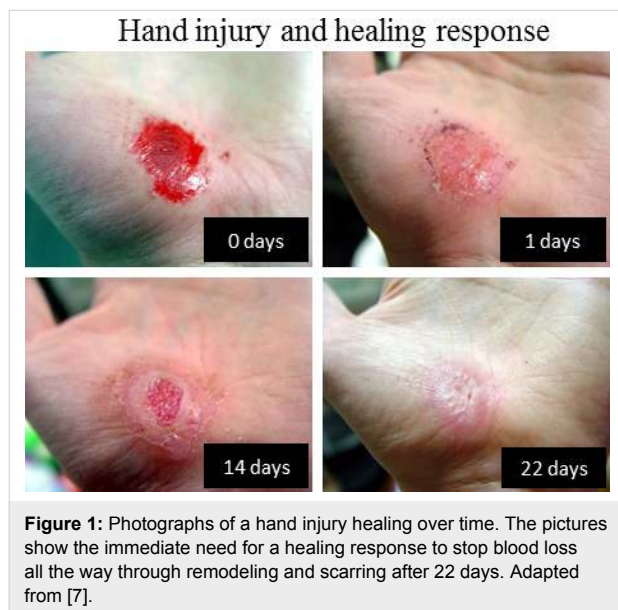 Hand injury and healing response
0 days
1 days
14 days
22 days
Figure 1: Photographs of a hand injury healing over time. The pictures
show the immediate need for a healing response to stop blood loss
all the way through remodeling and scarring after 22 days. Adapted
from [7].